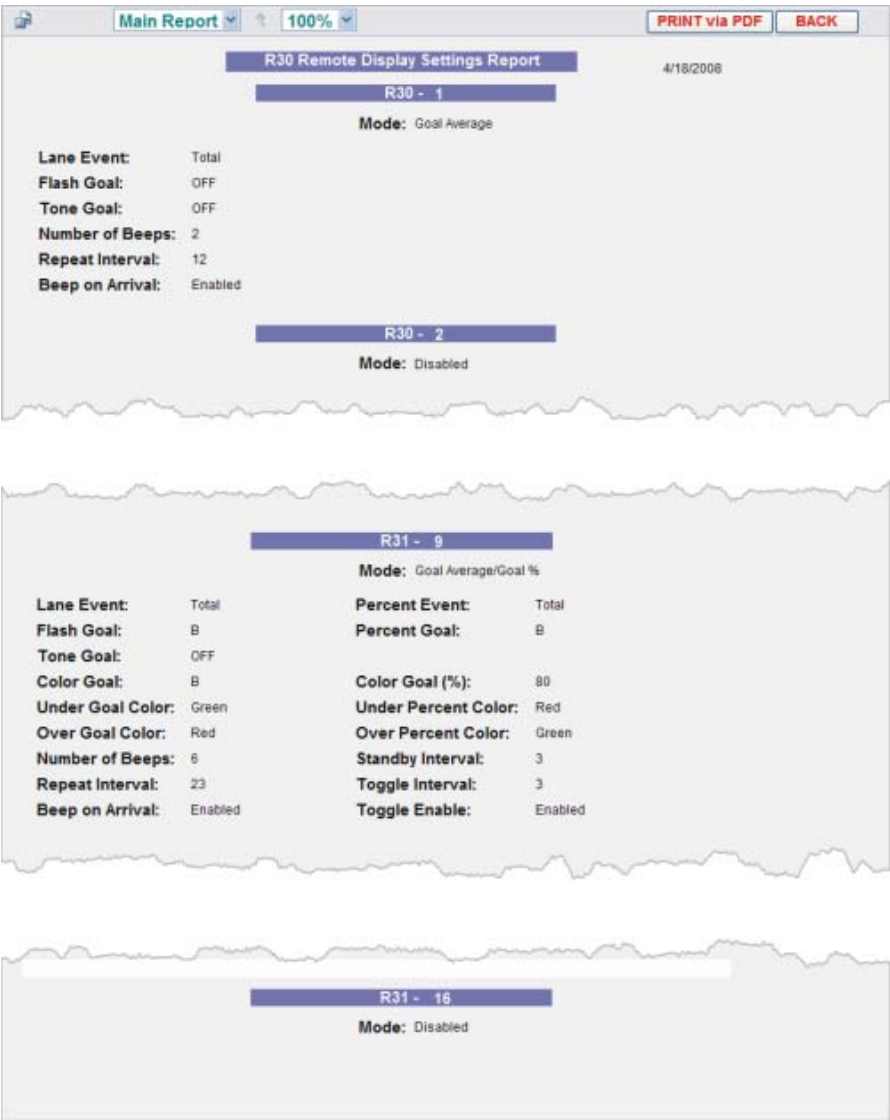 Main Report 100% PRINT via PDF BACK
R30 Remote Display Settings Report
4/18/2008
R30 - 1
Mode: Goal Average
Lane Event: Total
Flash Goal: OFF
Tone Goal: OFF
Number of Beeps: 2
Repeat Interval: 12
Beep on Arrival: Enabled
R30 - 2
Mode: Disabled
R31 - 9
Mode: Goal Average/Goal %
Lane Event: Total Percent Event: Total
Flash Goal: B Percent Goal: B
Tone Goal: OFF
Color Goal: B Color Goal (%): 80
Under Goal Color: Green Under Percent Color: Red
Over Goal Color: Red Over Percent Color: Green
Number of Beeps: 6 Standby Interval: 3
Repeat Interval: 23 Toggle Interval: 3
Beep on Arrival: Enabled Toggle Enable: Enabled
R31 - 16
Mode: Disabled